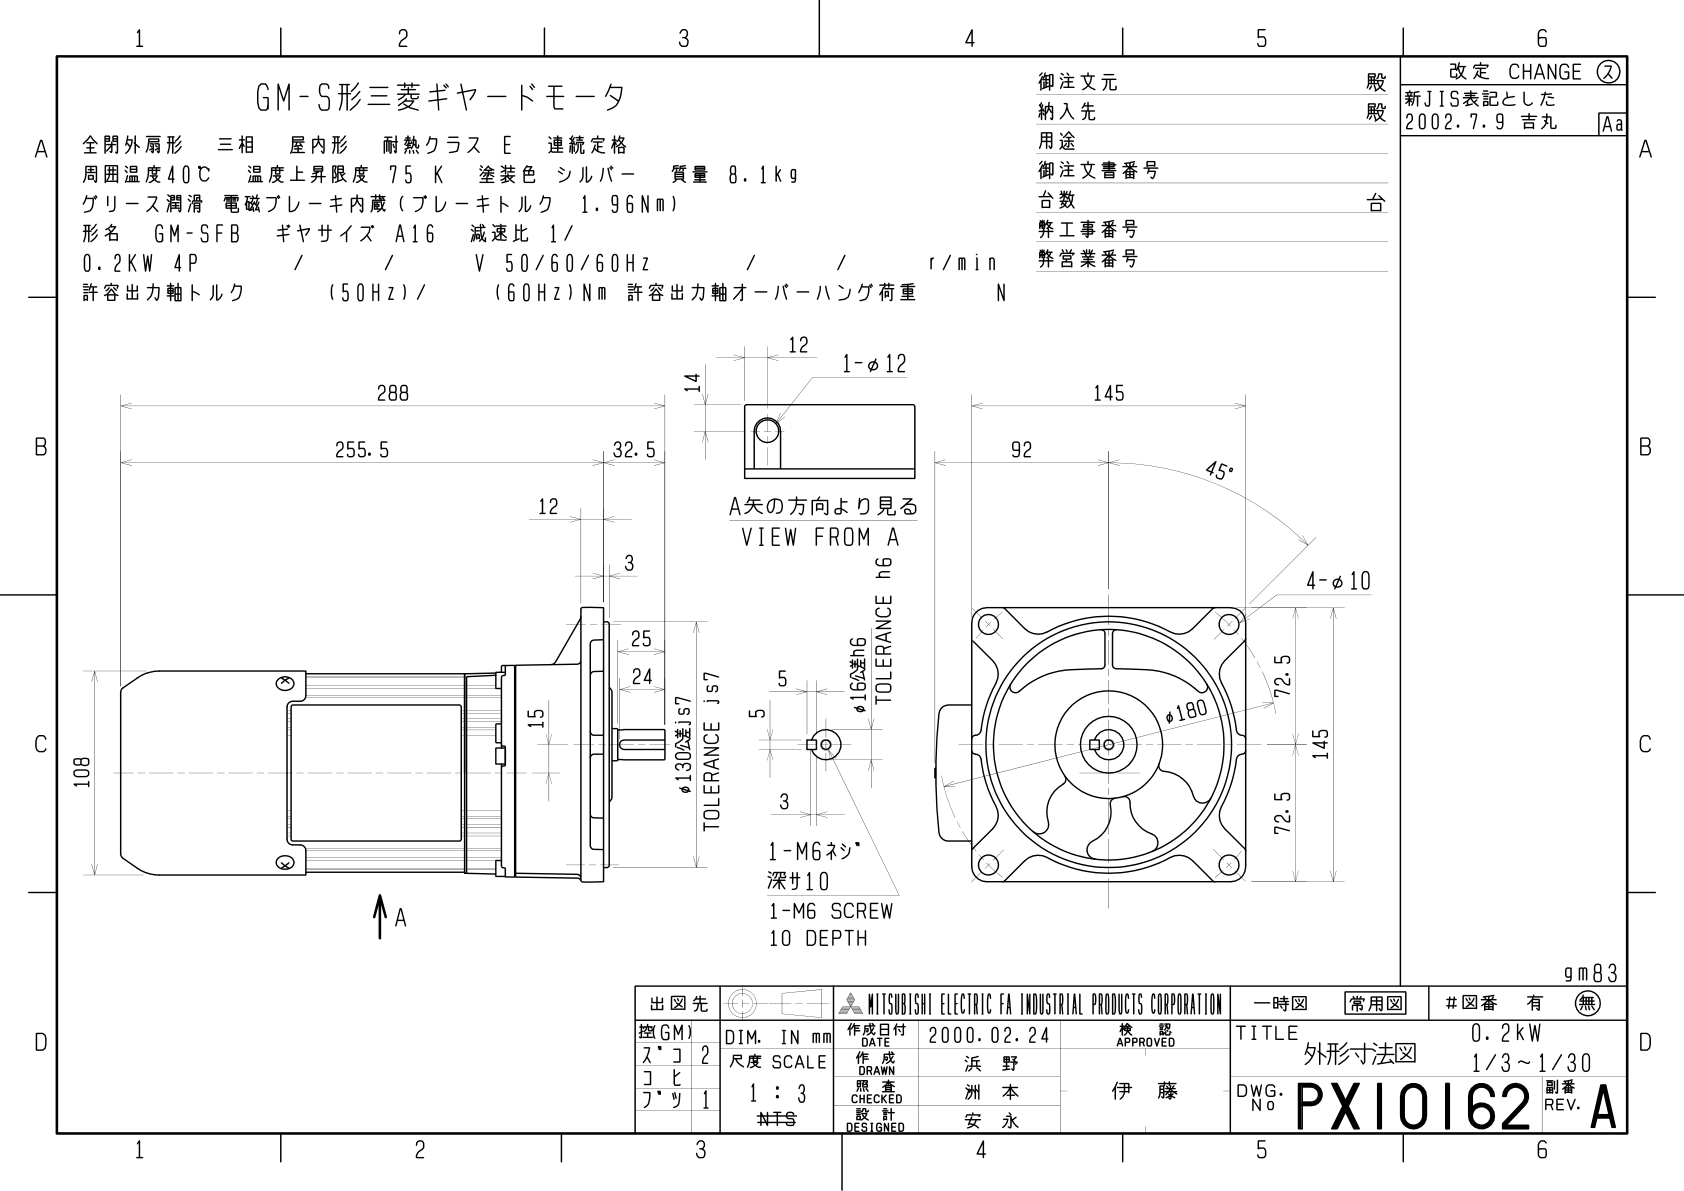 1 2 3 4 5 6
A
B
C
D
GM-S形三菱ギヤードモータ
全閉外扇形 三相 屋内形 耐熱クラス E 連続定格
周囲温度40℃ 温度上昇限度 75 K 塗装色 シルバー 質量 8.1kg
グリース潤滑 電磁ブレーキ内蔵(ブレーキトルク 1.96Nm)
形名 GM-SFB ギヤサイズ A16 減速比 1/
0.2KW 4P / / V 50/60/60Hz / / r/min
許容出力軸トルク (50Hz)/ (60Hz)Nm 許容出力軸オーバーハング荷重 N
御注文元 殿
納入先 殿
用途
御注文書番号
台数 台
弊工事番号
弊営業番号
改定 CHANGE ス
新JIS表記とした
2002.7.9 吉丸 Aa
A
B
C
D
288
255.5
32.5
12
3
25
24
15
108
φ130公差js7
TOLERANCE js7
A
12
14
1-φ12
A矢の方向より見る
VIEW FROM A
5
5
3
φ16公差h6
TOLERANCE h6
1-M6ネジ
深サ10
1-M6 SCREW
10 DEPTH
145
92
45°
4-φ10
72.5
72.5
145
φ180
gm83
出図先
控(GM)
ズコ 2
コヒ
ブツ 1
DIM. IN mm
尺度 SCALE
1 : 3
NTS
MITSUBISHI ELECTRIC FA INDUSTRIAL PRODUCTS CORPORATION
作成日付
DATE
2000.02.24
作成
DRAWN
浜野
照査
CHECKED
洲本
設計
DESIGNED
安永
検認
APPROVED
伊藤
一時図 常用図 #図番 有 無
TITLE
外形寸法図
0.2kW
1/3~1/30
DWG.
No
PX10162
副番
REV.
A
1 2 3 4 5 6